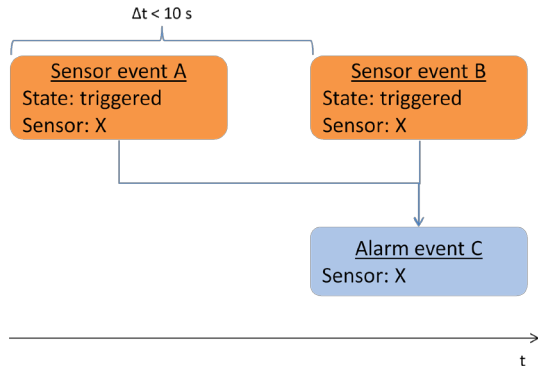 Δt < 10 s
Sensor event A
State: triggered
Sensor: X
Sensor event B
State: triggered
Sensor: X
Alarm event C
Sensor: X
t